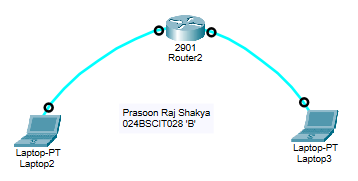 2901
Router2
Prasoon Raj Shakya
024BSCIT028 'B'
Laptop-PT
Laptop2
Laptop-PT
Laptop3